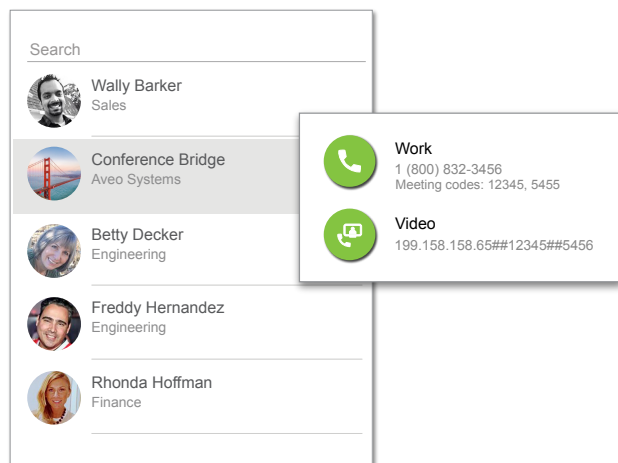 Search
Wally Barker
Sales
Conference Bridge
Aveo Systems
Betty Decker
Engineering
Freddy Hernandez
Engineering
Rhonda Hoffman
Finance
Work
1 (800) 832-3456
Meeting codes: 12345, 5455
Video
199.158.158.65##12345##5456